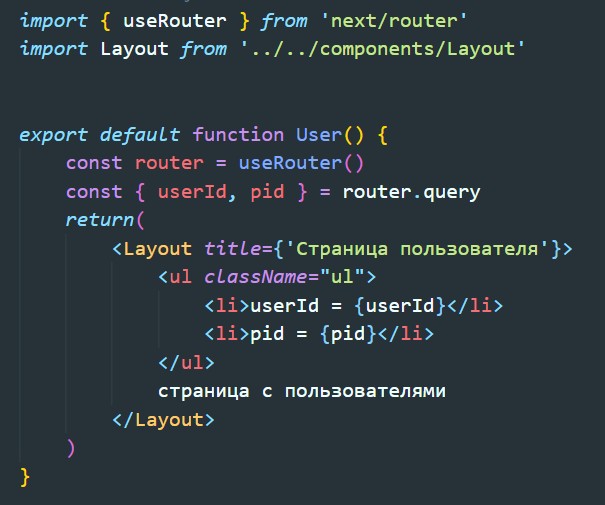 import { useRouter } from 'next/router'
import Layout from '../../components/Layout'
export default function User() {
const router = useRouter()
const { userId, pid } = router.query
return(
<Layout title={'Страница пользователя'}>
<ul className="ul">
<li>userId = {userId}</li>
<li>pid = {pid}</li>
</ul>
страница с пользователями
</Layout>
)
}